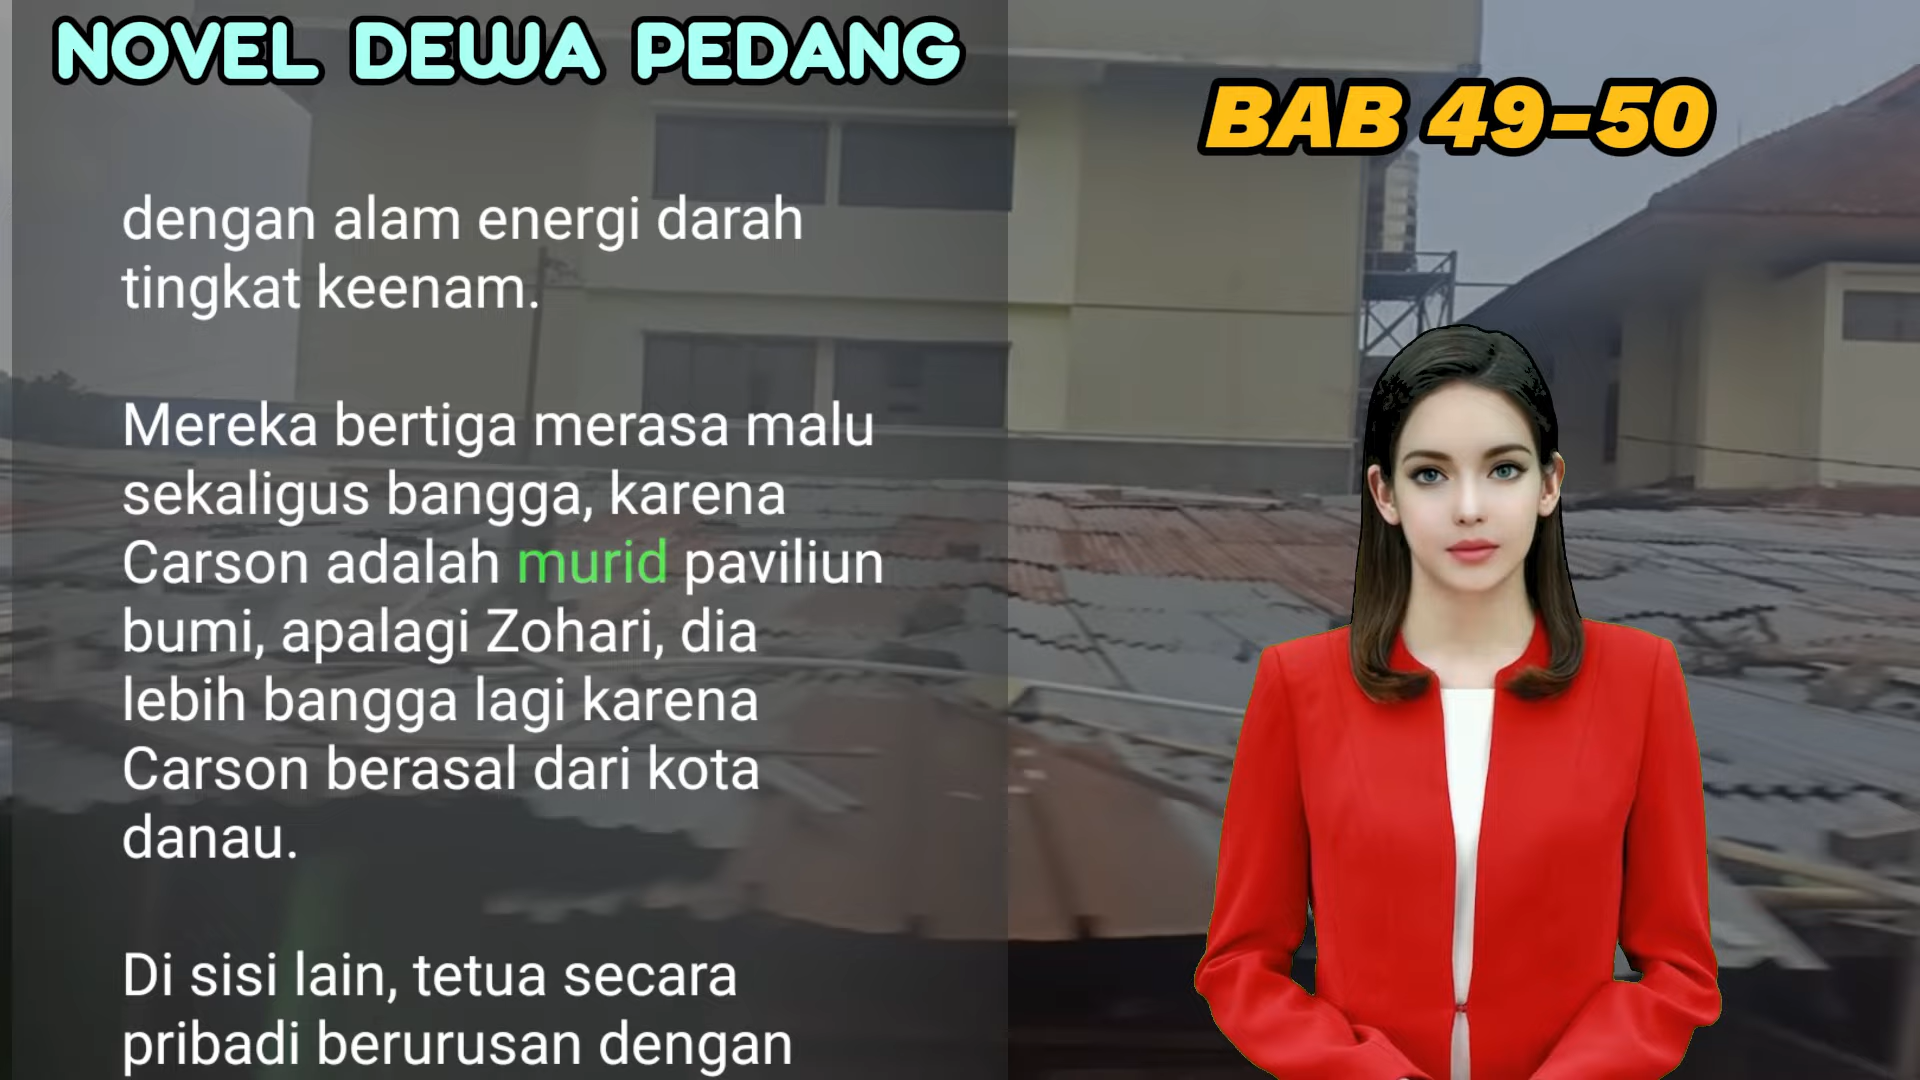 NOVEL DEWA PEDANG
BAB 49-50
dengan alam energi darah
tingkat keenam.
Mereka bertiga merasa malu
sekaligus bangga, karena
Carson adalah murid paviliun
bumi, apalagi Zohari, dia
lebih bangga lagi karena
Carson berasal dari kota
danau.
Di sisi lain, tetua secara
pribadi berurusan dengan